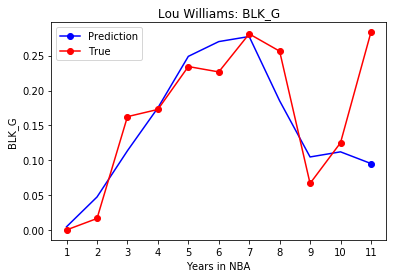 Lou Williams: BLK_G
Prediction
True
BLK_G
0.25
0.20
0.15
0.10
0.05
0.00
1 2 3 4 5 6 7 8 9 10 11
Years in NBA